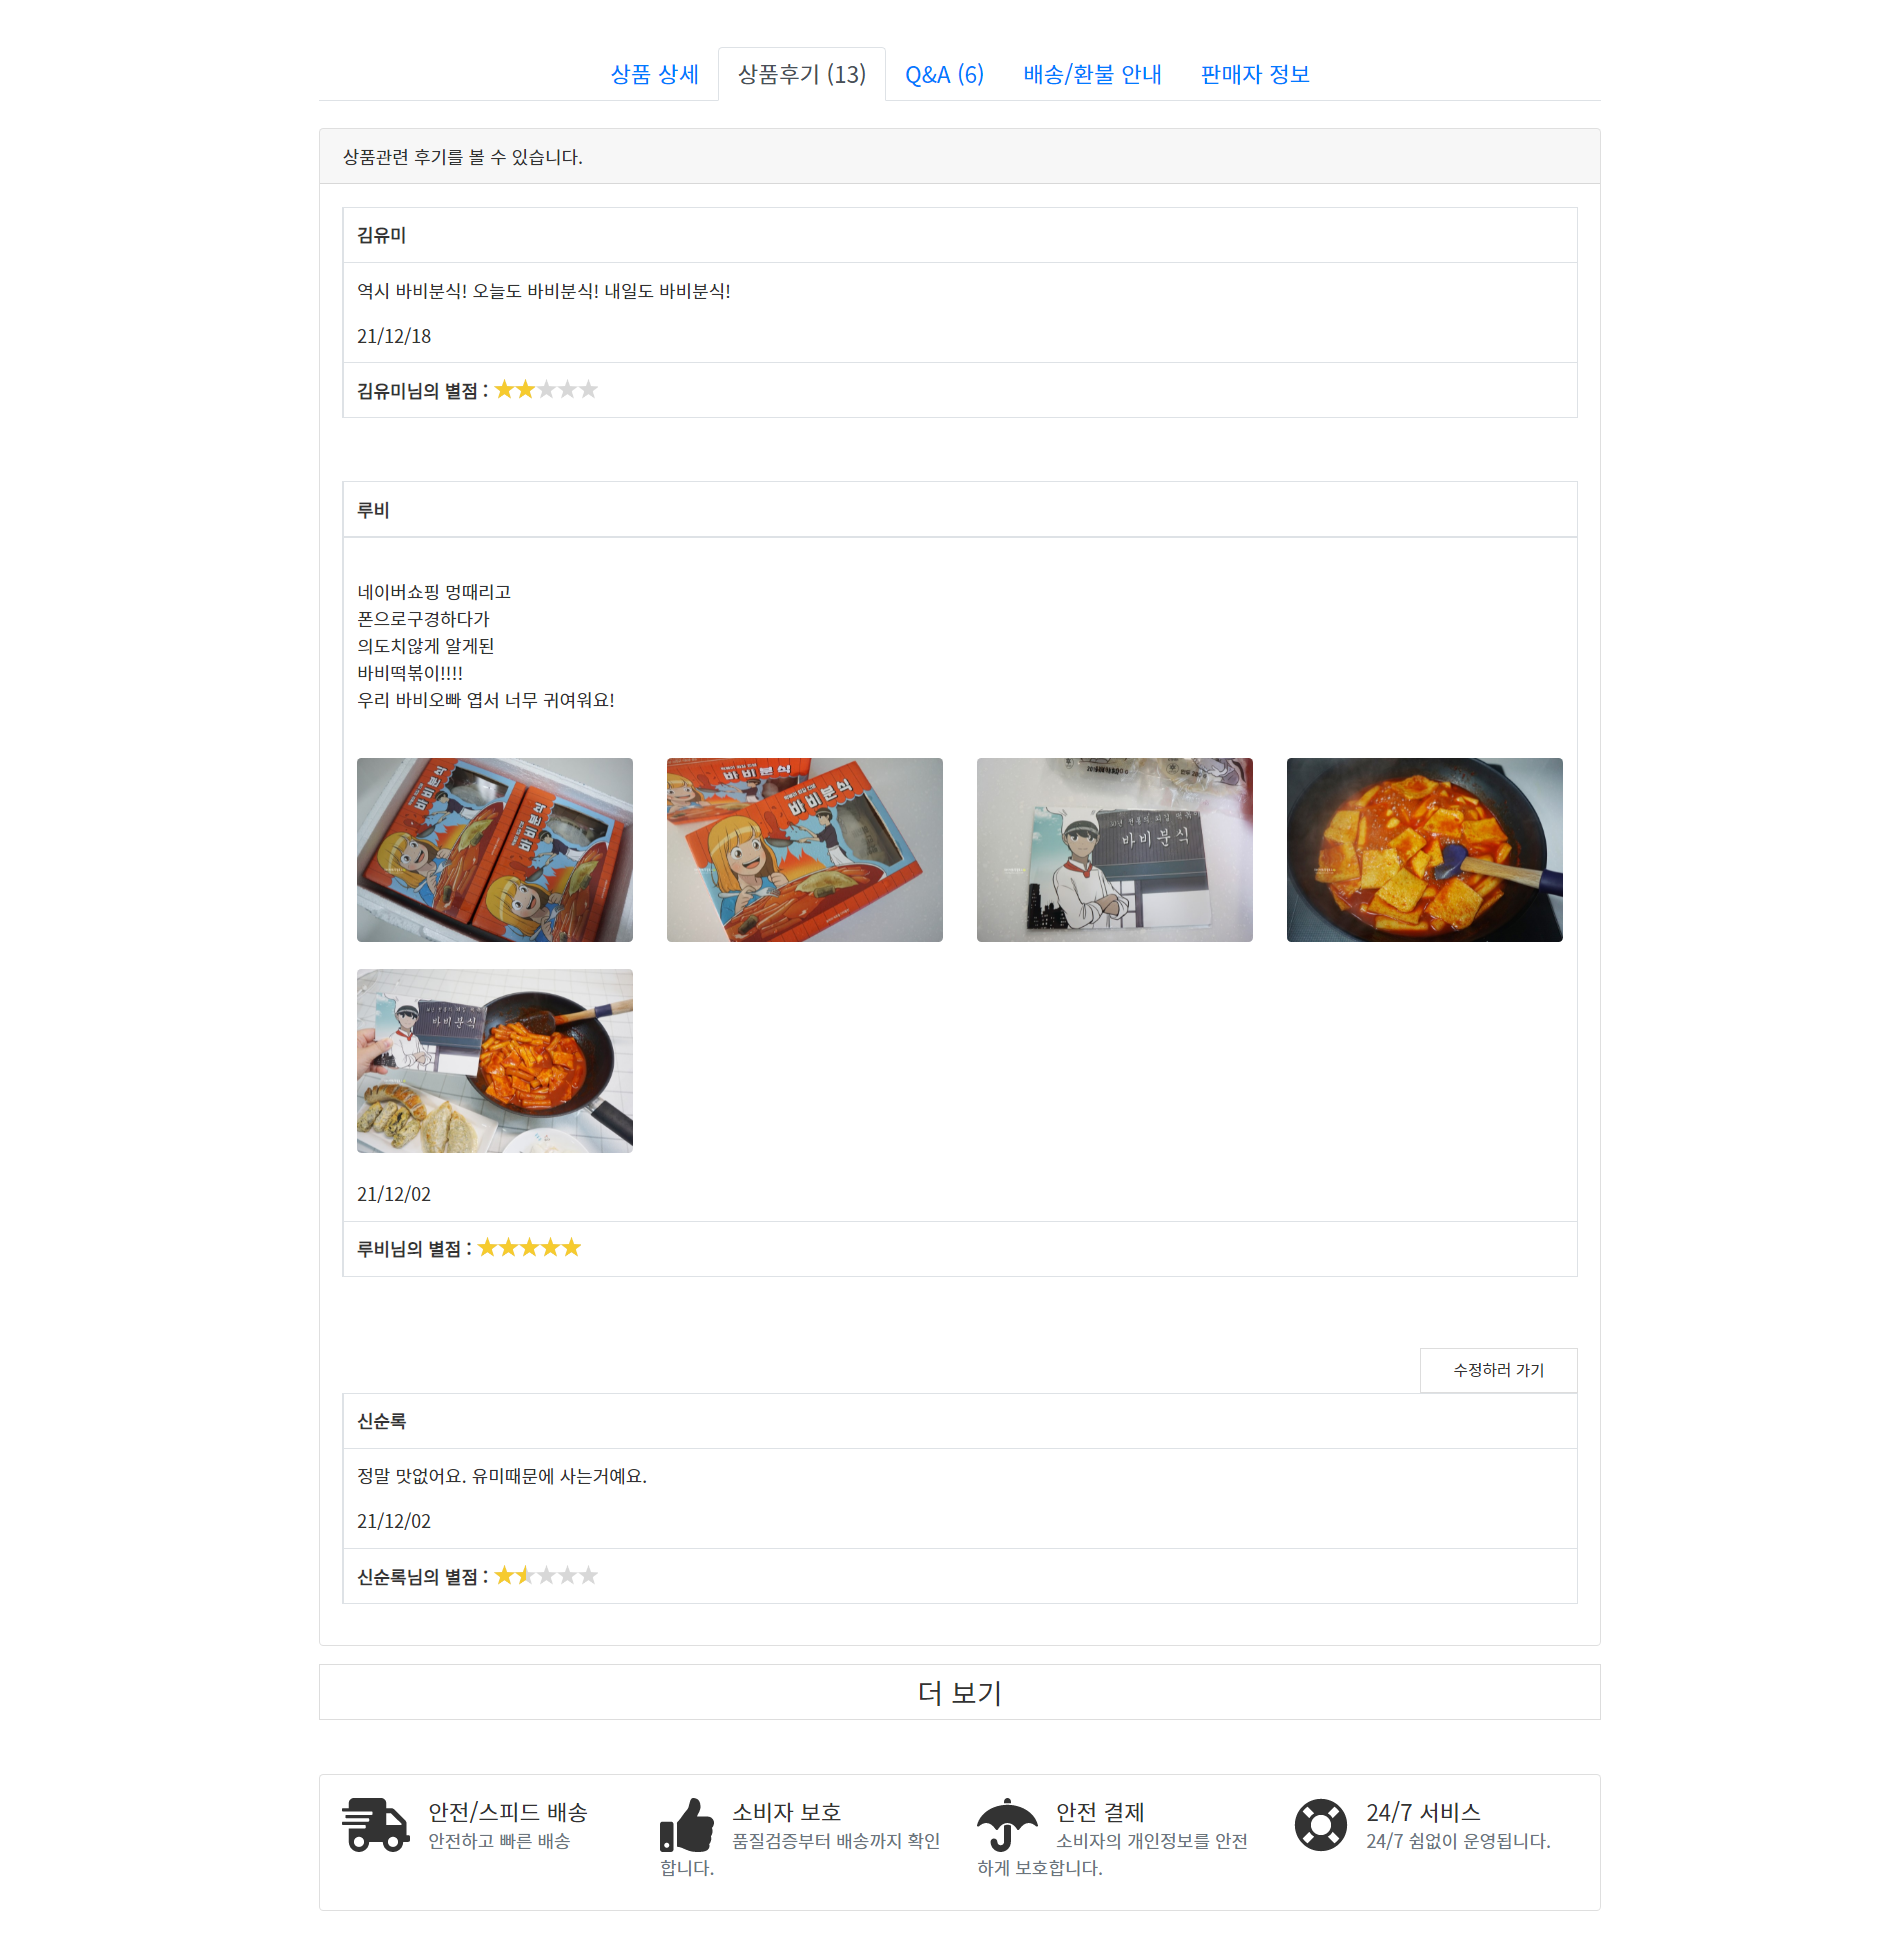 상품 상세
상품후기 (13)
Q&A (6)
배송/환불 안내
판매자 정보
상품관련 후기를 볼 수 있습니다.
김유미
역시 바비분식! 오늘도 바비분식! 내일도 바비분식!
21/12/18
김유미님의 별점 : ★★★★★
루비
네이버쇼핑 멍때리고
폰으로구경하다가
의도치않게 알게된
바비떡볶이!!!!
우리 바비오빠 엽서 너무 귀여워요!
바비분식
바비분식
바비분식
바비분식
바비분식
바비분식
21/12/02
루비님의 별점 : ★★★★★
수정하러 가기
신순록
정말 맛없어요. 유미때문에 사는거예요.
21/12/02
신순록님의 별점 : ★★★★★
더 보기
안전/스피드 배송
안전하고 빠른 배송
소비자 보호
품질검증부터 배송까지 확인
합니다.
안전 결제
소비자의 개인정보를 안전
하게 보호합니다.
24/7 서비스
24/7 쉼없이 운영됩니다.